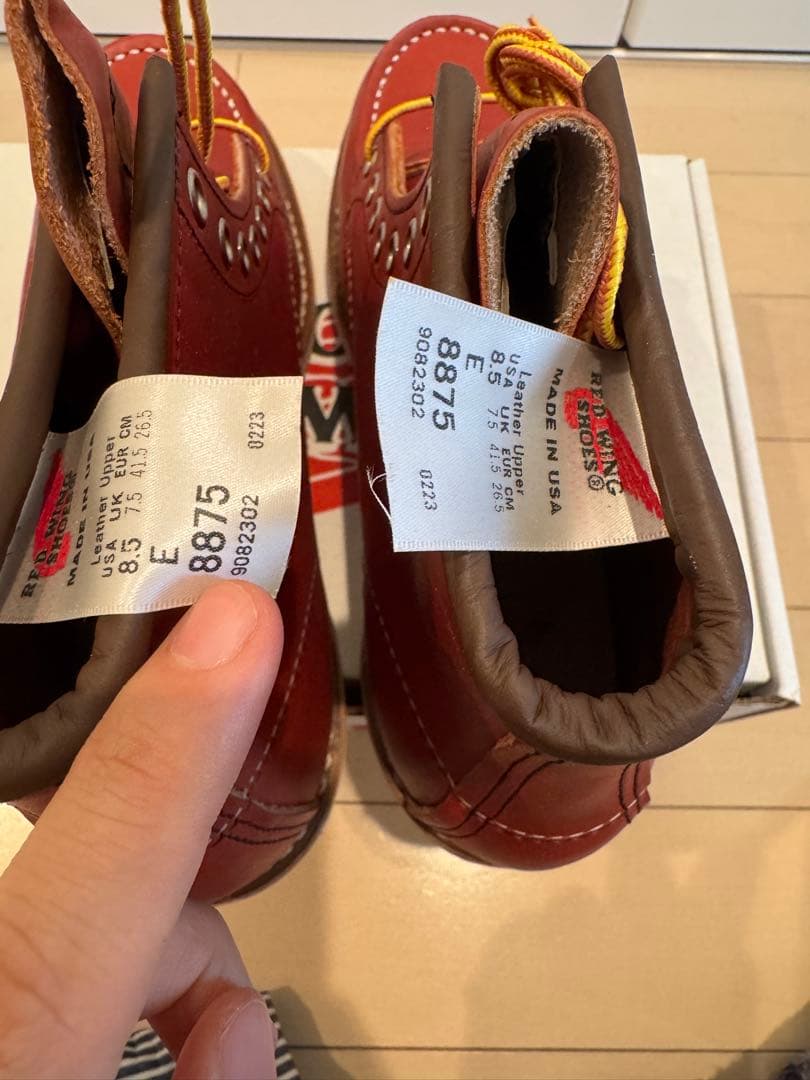 RED WING
SHOES®
MADE IN USA
Leather Upper
USA UK EUR CM
8.5 7.5 41.5 26.5
E
8875
9082302 0223
RED WING
SHOES®
MADE IN USA
Leather Upper
USA UK EUR CM
8.5 7.5 41.5 26.5
E
8875
9082302 0223